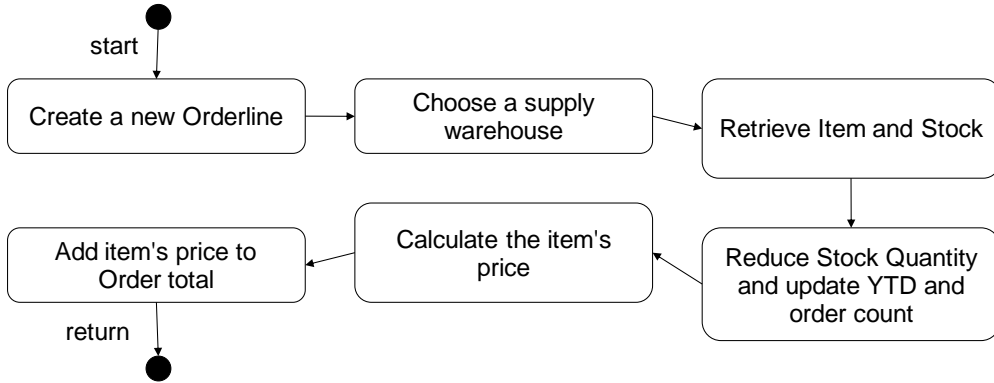 start
Create a new Orderline
Choose a supply
warehouse
Retrieve Item and Stock
Reduce Stock Quantity
and update YTD and
order count
Calculate the item's
price
Add item's price to
Order total
return